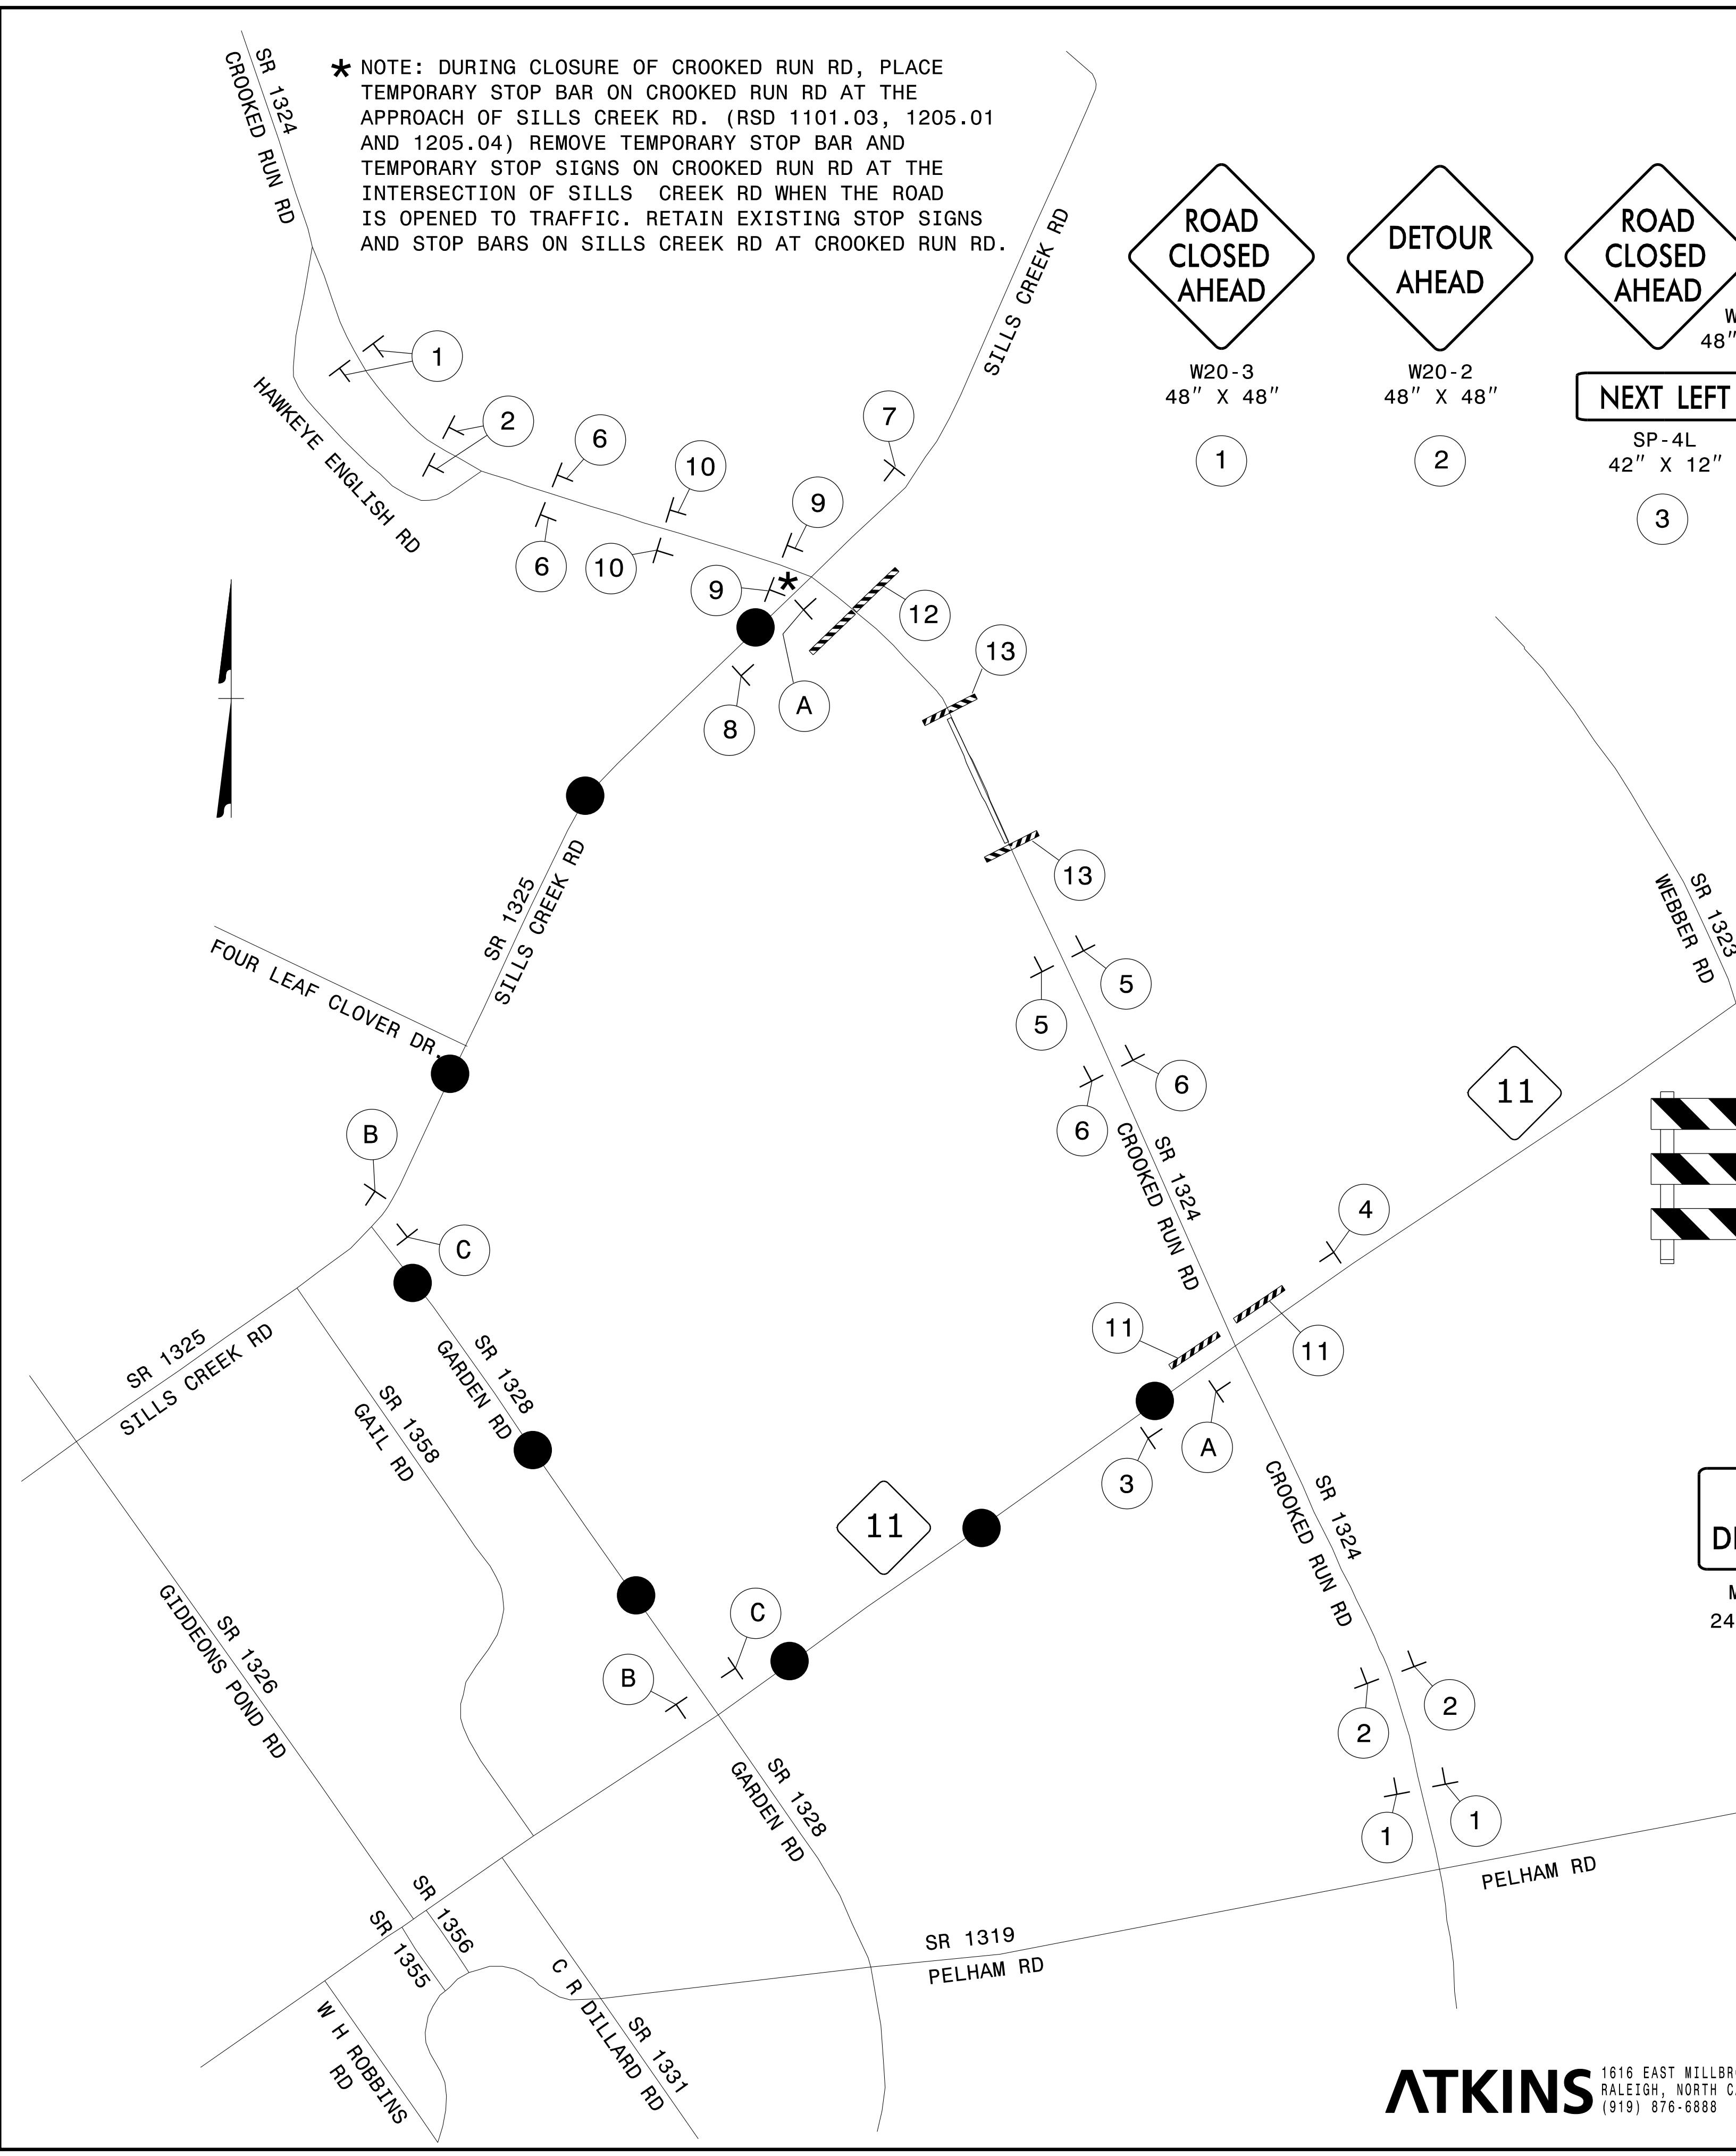 SR 1324
CROOKED RUN RD
* NOTE: DURING CLOSURE OF CROOKED RUN RD, PLACE
TEMPORARY STOP BAR ON CROOKED RUN RD AT THE
APPROACH OF SILLS CREEK RD. (RSD 1101.03, 1205.01
AND 1205.04) REMOVE TEMPORARY STOP BAR AND
TEMPORARY STOP SIGNS ON CROOKED RUN RD AT THE
INTERSECTION OF SILLS CREEK RD WHEN THE ROAD
IS OPENED TO TRAFFIC. RETAIN EXISTING STOP SIGNS
AND STOP BARS ON SILLS CREEK RD AT CROOKED RUN RD.
SILLS CREEK RD
ROAD
CLOSED
AHEAD
W20-3
48" X 48"
1
DETOUR
AHEAD
W20-2
48" X 48"
2
ROAD
CLOSED
AHEAD
48"
NEXT LEFT
SP-4L
42" X 12"
3
1
HAWKEYE ENGLISH RD
2
6
10
7
9
6
10
9
*
12
13
A
8
13
SR 1325
SILLS CREEK RD
FOUR LEAF CLOVER DR.
SR 1323
WEBBER RD
5
5
6
6
11
B
C
SR 1324
CROOKED RUN RD
4
11
11
SR 1325
SILLS CREEK RD
SR 1328
GARDEN RD
SR 1358
GAIL RD
A
3
11
SR 1324
CROOKED RUN RD
SR 1326
GIDDEONS POND RD
C
B
24
2
2
SR 1328
GARDEN RD
1
1
PELHAM RD
SR 1356
SR 1355
SR 1319
PELHAM RD
C R DILLARD RD
SR 1331
W H ROBBINS
RD
ATKINS
1616 EAST
RALEIGH, NORTH
(919) 876-6888